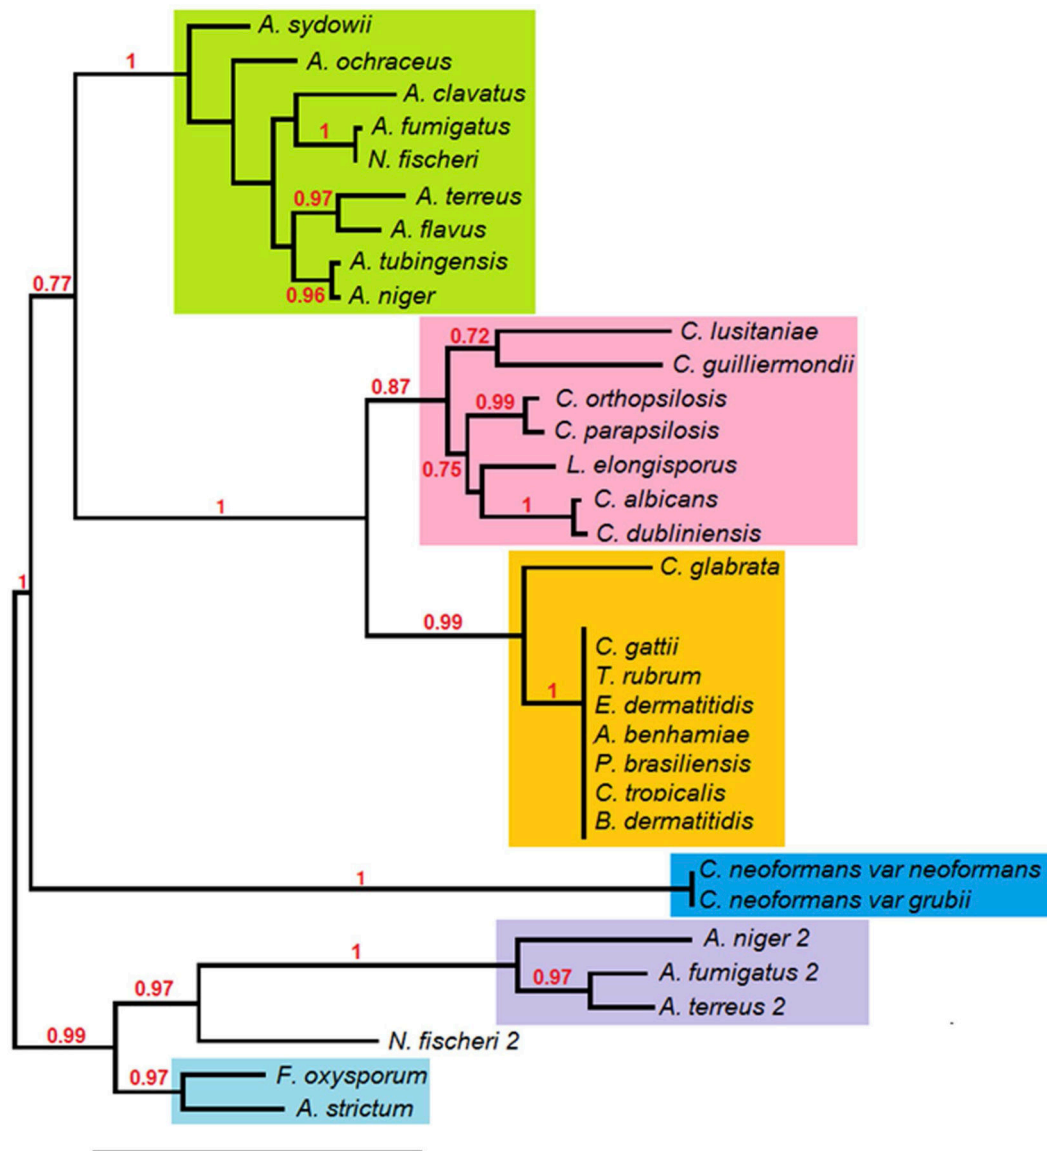 A. sydowii
1
A. ochraceus
A. clavatus
A. fumigatus
1
N. fischeri
A. terreus
0.97
A. flavus
A. tubingensis
0.77
0.96
A. niger
C. lusitaniae
0.72
C. guilliermondii
0.87
C. orthopsilosis
0.99
C. parapsilosis
0.75
L. elongisporus
1
C. albicans
1
C. dubliniensis
C. glabrata
1
0.99
C. gattii
T. rubrum
1
E. dermatitidis
A. benhamiae
P. brasiliensis
C. tropicalis
B. dermatitidis
C. neoformans var neoformans
1
C. neoformans var grubii
A. niger 2
1
A. fumigatus 2
0.97
0.97
A. terreus 2
0.99
N. fischeri 2
F. oxysporum
0.97
A. strictum